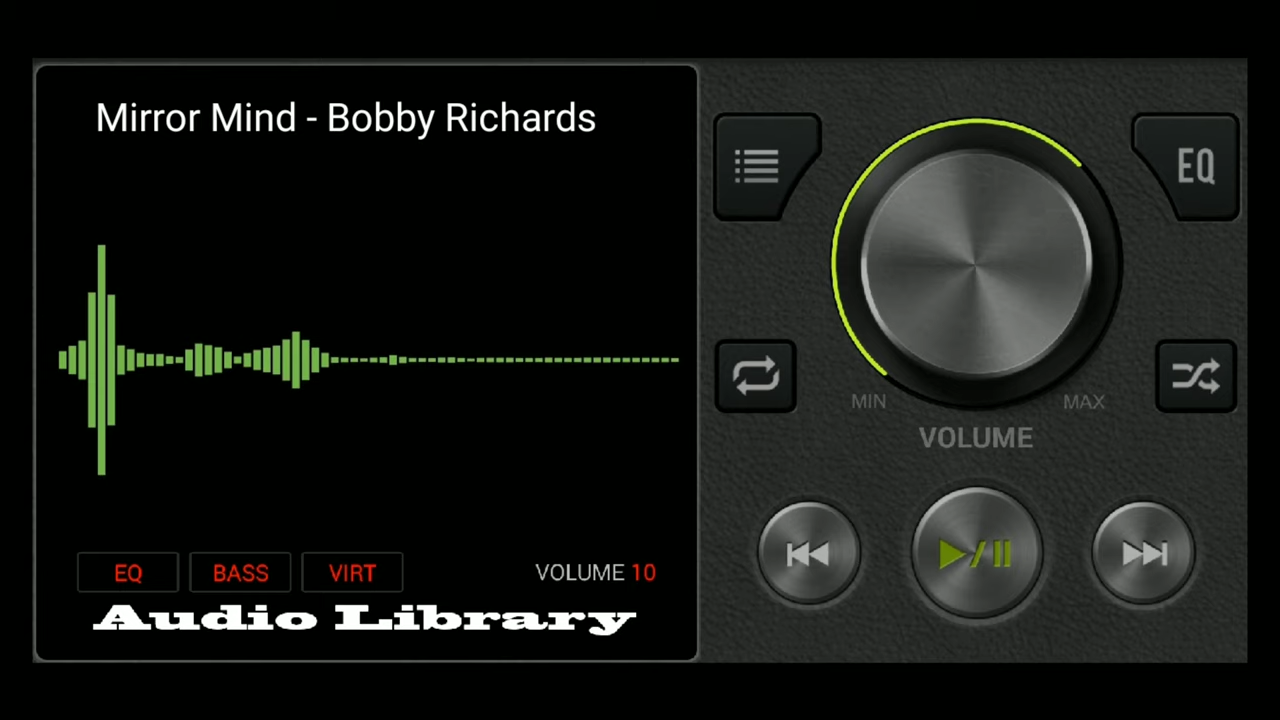 Mirror Mind - Bobby Richards
EQ
MIN
MAX
VOLUME
EQ BASS VIRT VOLUME 10
Audio Library